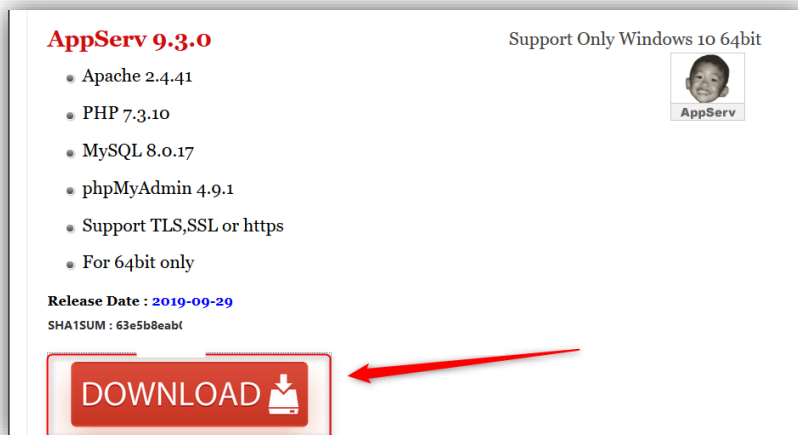 AppServ 9.3.0
Support Only Windows 10 64bit
Apache 2.4.41
AppServ
PHP 7.3.10
MySQL 8.0.17
phpMyAdmin 4.9.1
Support TLS,SSL or https
For 64bit only
Release Date : 2019-09-29
SHA1SUM : 63e5b8eab
DOWNLOAD